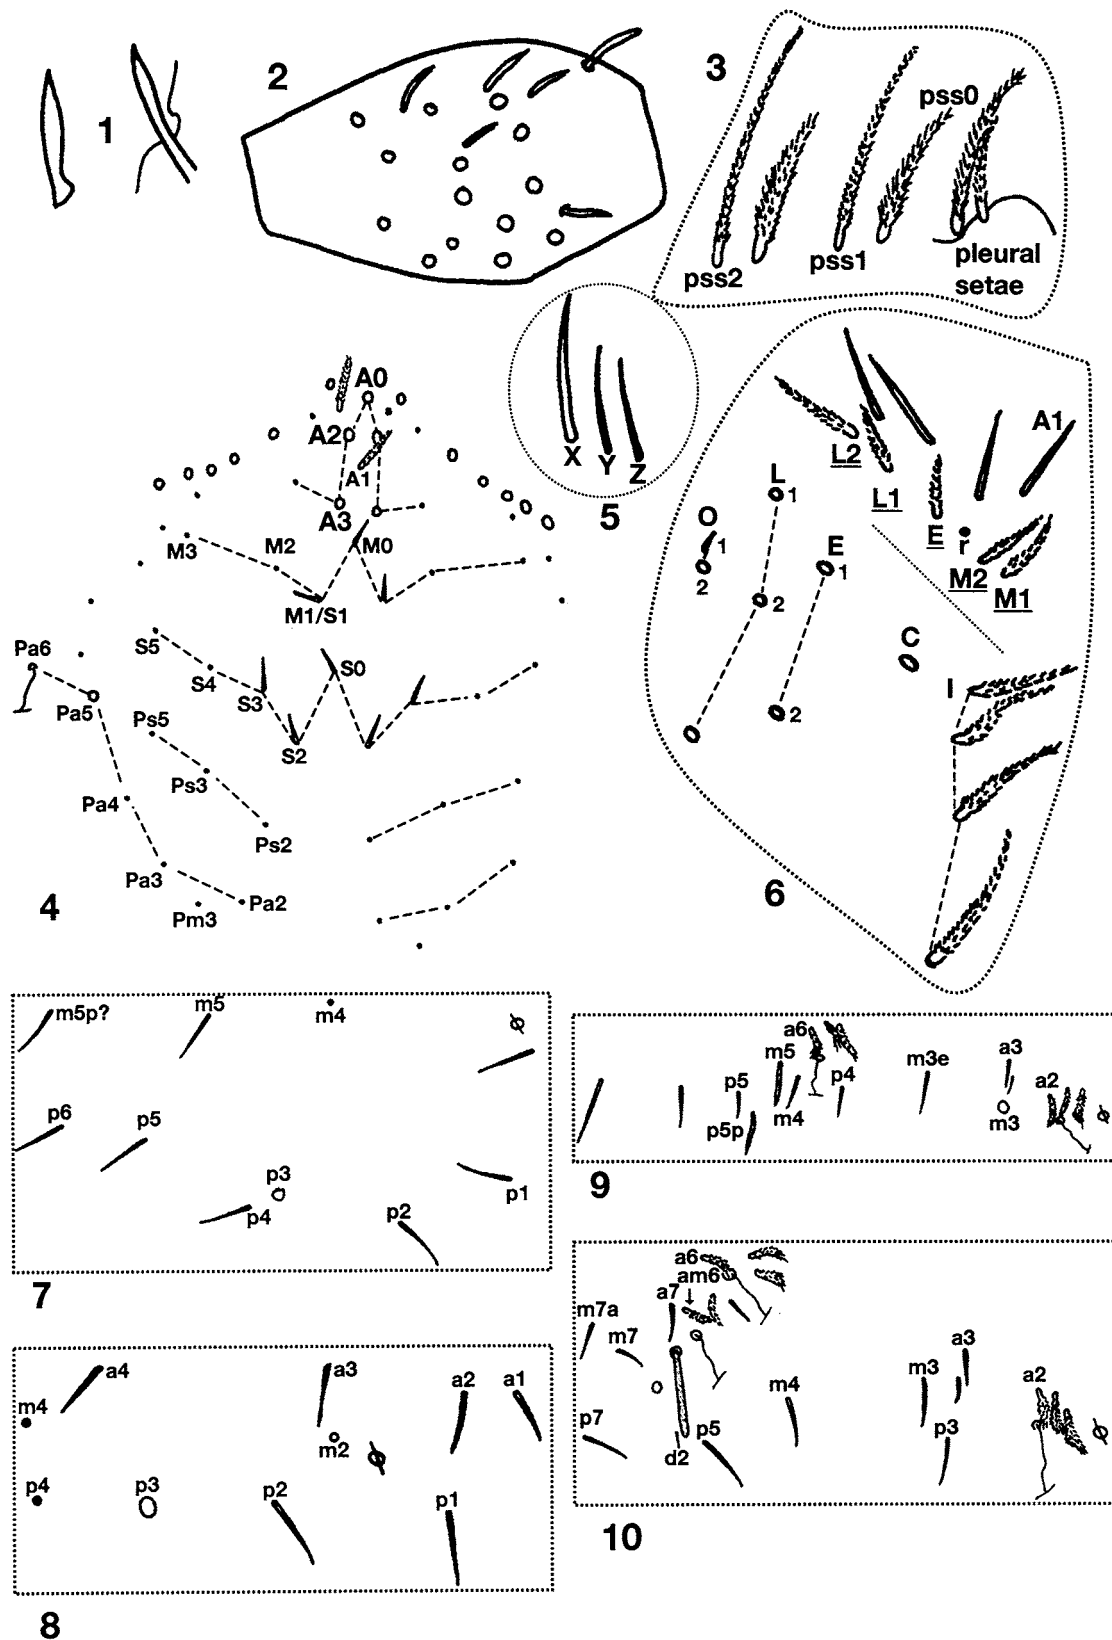 1
2
3
pss0
pss2
pss1
pleural
setae
X
Y
Z
5
A0
A2
A1
A3
M3
M2
M0
M1/S1
Pa6
S5
S4
S3
S0
S2
Pa5
Ps5
Ps3
Pa4
Ps2
Pa3
Pm3
Pa2
4
L2
L1
E
A1
r
M2
M1
L
1
2
O
1
2
E
1
2
C
I
6
m5p?
m5
m4
p6
p5
p3
p4
p2
p1
7
a4
a3
a2
a1
m4
m2
p4
p3
p2
p1
8
a6
m5
p5
p4
m3e
a3
a2
p5p
m4
m3
9
a6
am6
a7
m7a
m7
a3
m3
a2
m4
p7
d2
p5
p3
10